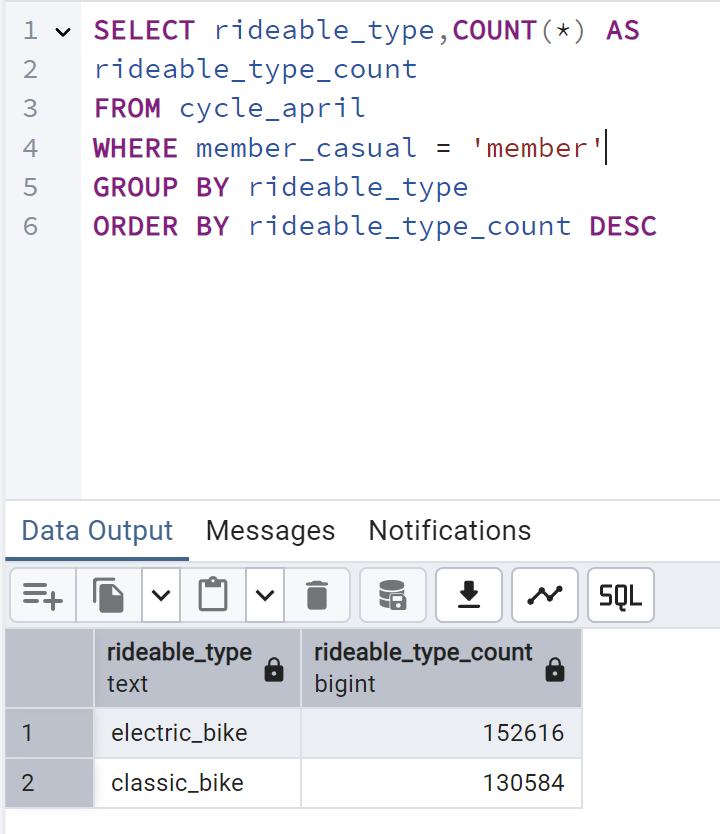 1 SELECT rideable_type,COUNT(*) AS
2 rideable_type_count
3 FROM cycle_april
4 WHERE member_casual = 'member'
5 GROUP BY rideable_type
6 ORDER BY rideable_type_count DESC
Data Output Messages Notifications
SQL
rideable_type rideable_type_count
text bigint
1 electric_bike 152616
2 classic_bike 130584